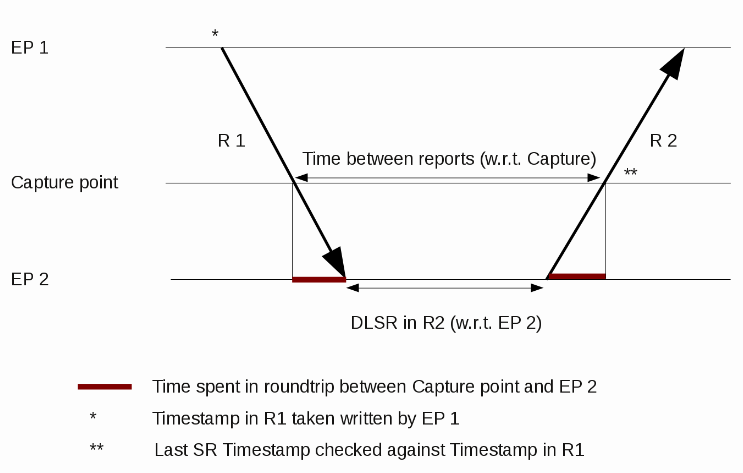 *
EP 1
R 1
R 2
Time between reports (w.r.t. Capture)
**
Capture point
EP 2
DLSR in R2 (w.r.t. EP 2)
Time spent in roundtrip between Capture point and EP 2
* Timestamp in R1 taken written by EP 1
** Last SR Timestamp checked against Timestamp in R1